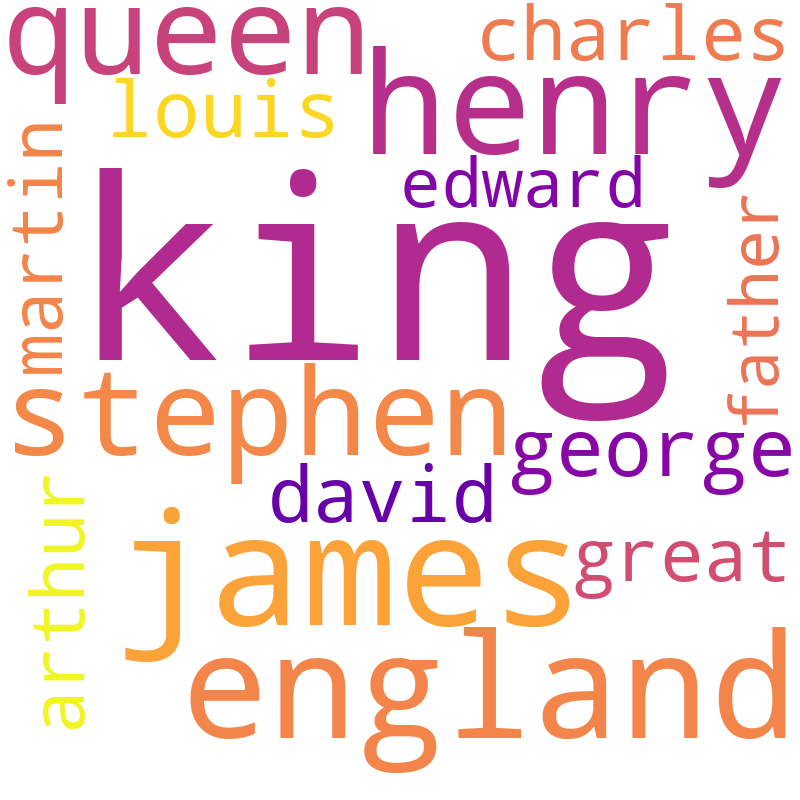 queen
charles
louis
henry
martin
edward
king
father
stephen
george
david
arthur
james
great
england